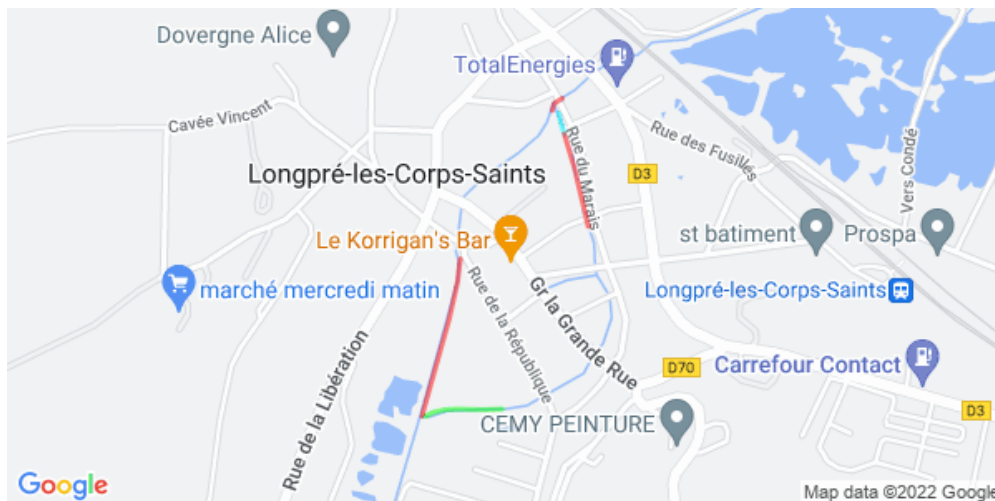 Dovergne Alice
TotalEnergies
Cavée Vincent
Rue du Marais
Rue des Fusillés
Vers Condé
Longpré-les-Corps-Saints
D3
Le Korrigan's Bar
st batiment
Prospa
marché mercredi matin
Longpré-les-Corps-Saints
Rue de la République
Gr la Grande Rue
Rue de la Libération
D70
Carrefour Contact
D3
CEMY PEINTURE
Google
Map data ©2022 Google